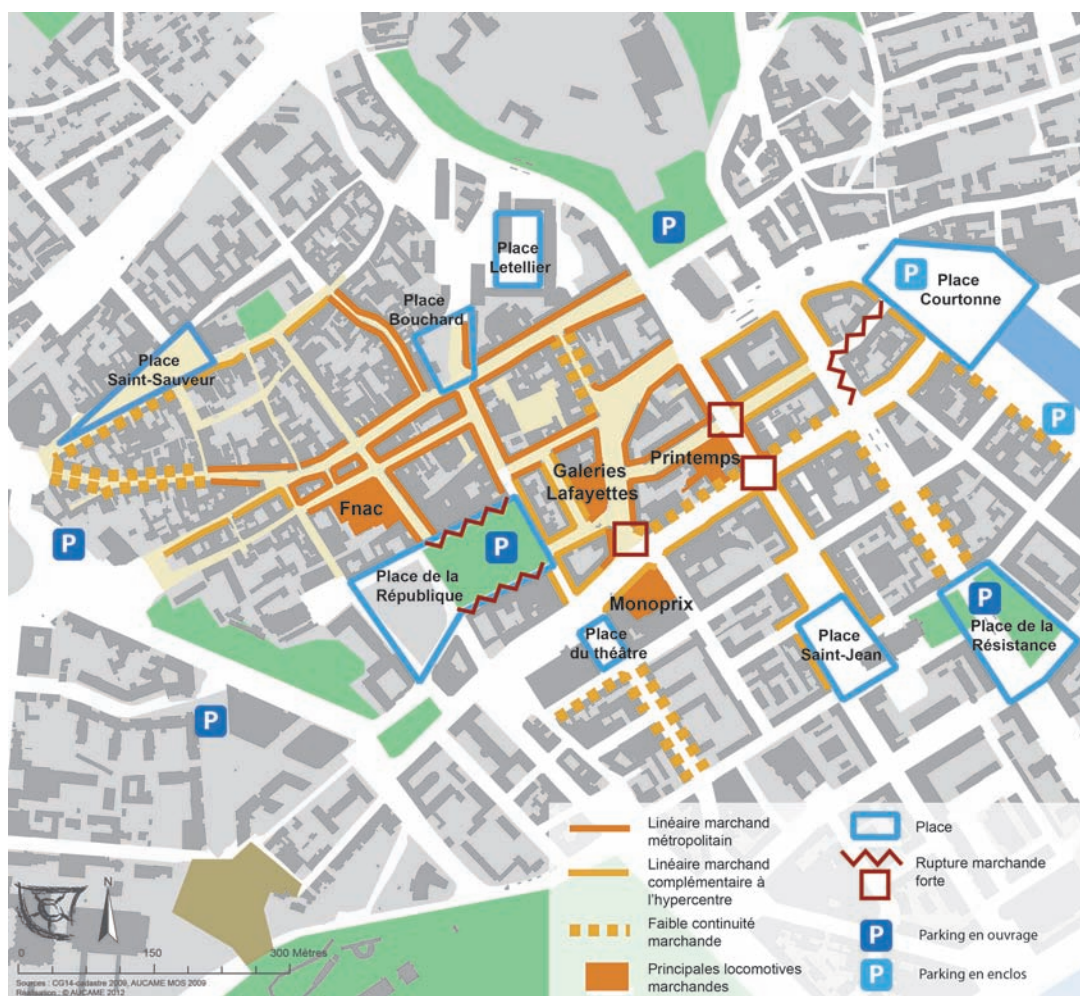 P
Place
Letellier
Place
Bouchard
P
Place
Courtonne
Place
Saint-Sauveur
P
Printemps
Galeries
Lafayettes
Fnac
P
P
Place de la
République
Monoprix
Place
du théâtre
Place
Saint-Jean
P
Place de la
Résistance
P
Linéaire marchand
métropolitain
Linéaire marchand
complémentaire à
l'hypercentre
Faible continuité
marchande
Principales locomotives
marchandes
Place
Rupture marchande
forte
P Parking en ouvrage
P Parking en enclos
N
0 150 300 Mètres
Sources : CG14-cadastre 2009, AUCAME MOS 2009
Réalisation : © AUCAME 2012